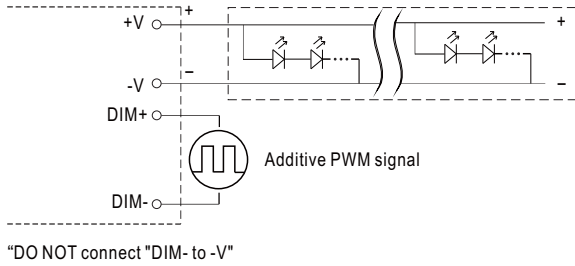 +V
+
+
-V
–
–
DIM+
Additive PWM signal
DIM-
“DO NOT connect "DIM- to -V"